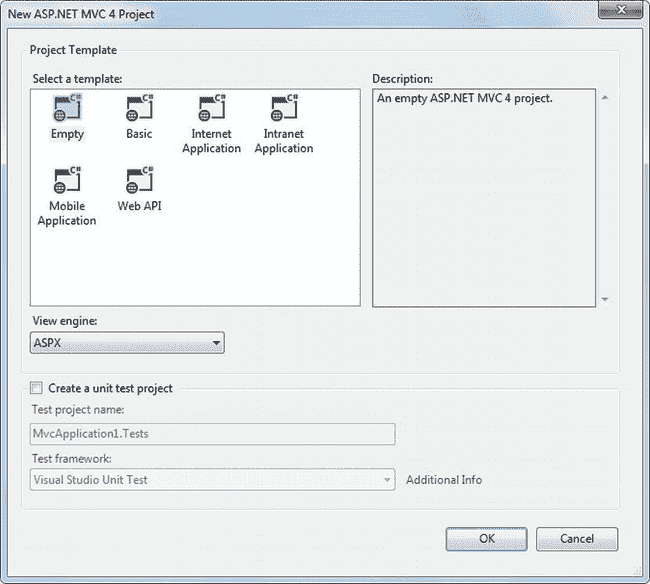 New ASP.NET MVC 4 Project
Project Template
Select a template:
Description:
C#
C#
C#
C#
Empty
Basic
Internet
Application
Intranet
Application
An empty ASP.NET MVC 4 project.
C#
C#
Mobile
Application
Web API
View engine:
ASPX
Create a unit test project
Test project name:
MvcApplication1.Tests
Test framework:
Visual Studio Unit Test
Additional Info
OK
Cancel